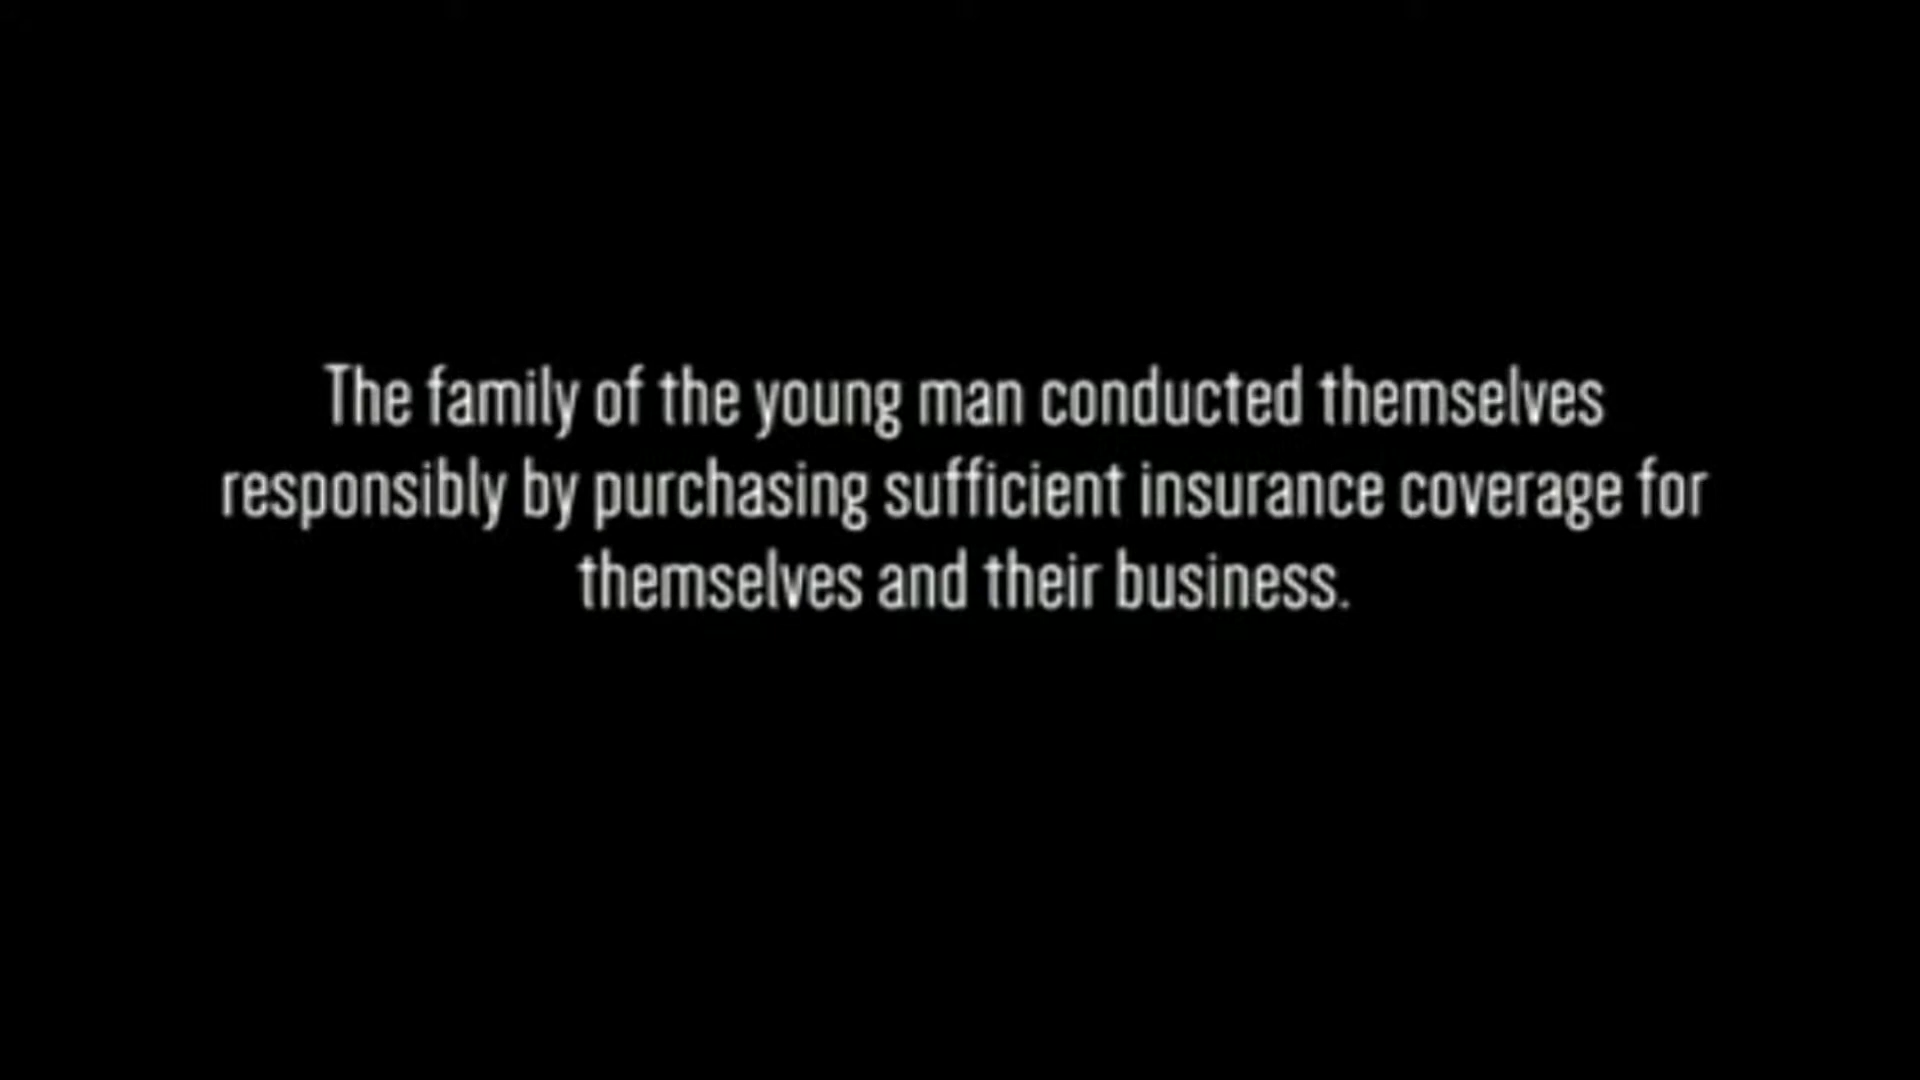 The family of the young man conducted themselves
responsibly by purchasing sufficient insurance coverage for
themselves and their business.